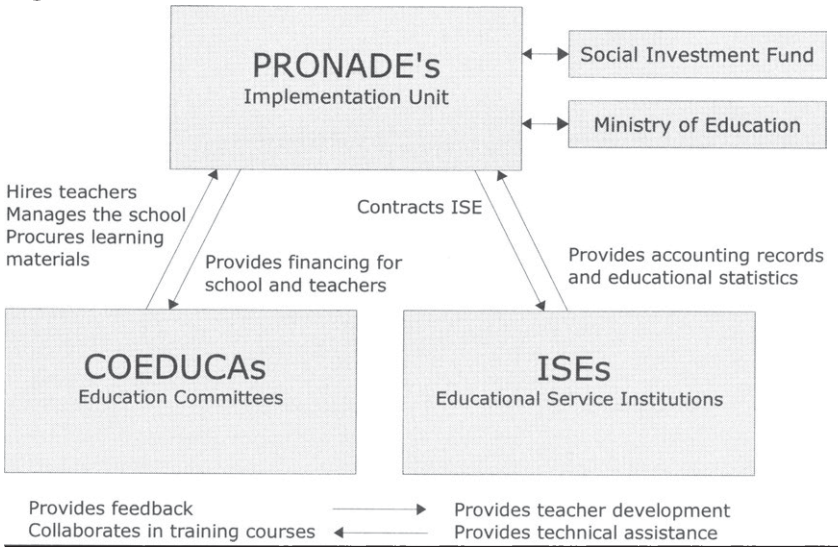 PRONADE's
Implementation Unit
Social Investment Fund
Ministry of Education
Hires teachers
Manages the school
Procures learning
materials
Provides financing for
school and teachers
Contracts ISE
Provides accounting records
and educational statistics
COEDUCAs
Education Committees
ISEs
Educational Service Institutions
Provides feedback
Collaborates in training courses
Provides teacher development
Provides technical assistance